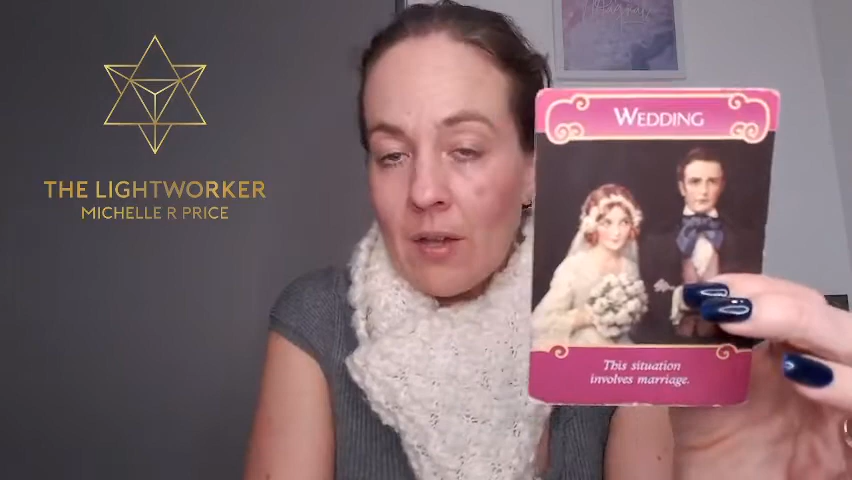 THE LIGHTWORKER
MICHELLE R PRICE
WEDDING
This situation
involves marriage.